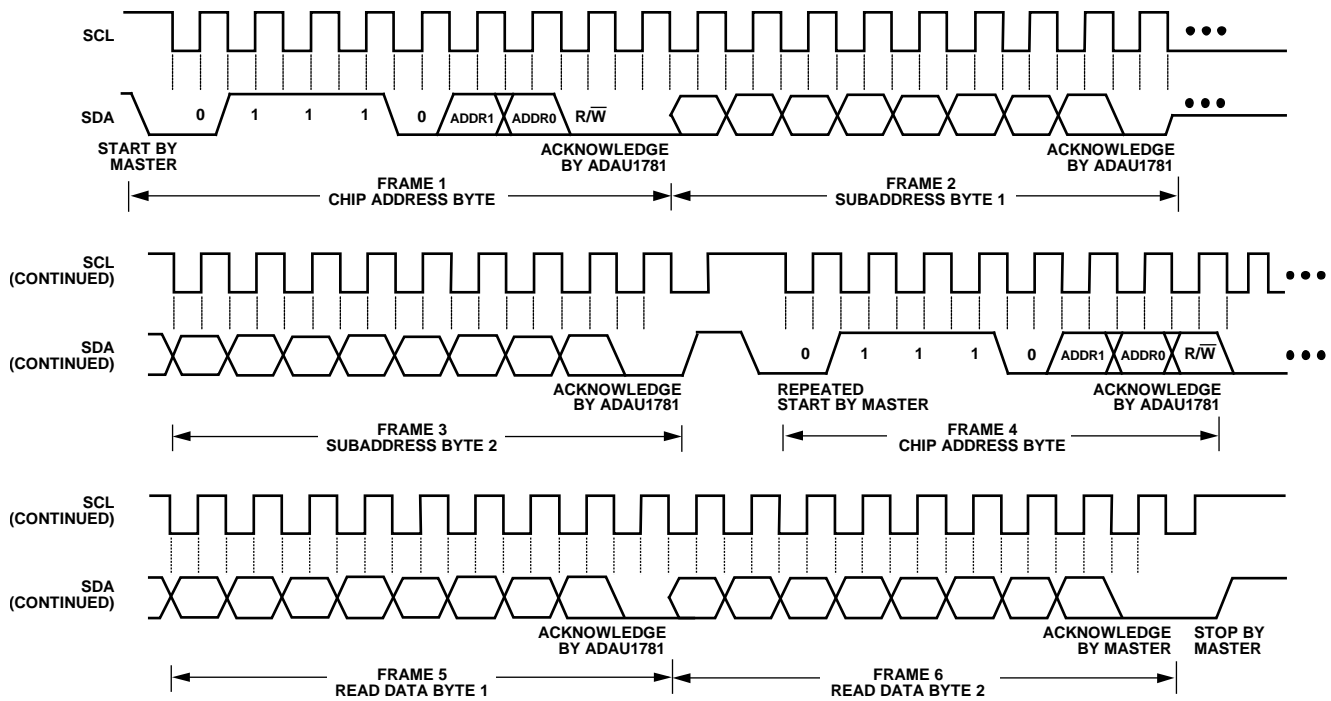 SCL
SDA
0 1 1 1 0 ADDR1 ADDR0 R/W̅
START BY
MASTER
ACKNOWLEDGE
BY ADAU1781
ACKNOWLEDGE
BY ADAU1781
FRAME 1
CHIP ADDRESS BYTE
FRAME 2
SUBADDRESS BYTE 1
SCL
(CONTINUED)
SDA
(CONTINUED)
0 1 1 1 0 ADDR1 ADDR0 R/W̅
ACKNOWLEDGE
BY ADAU1781
REPEATED
START BY MASTER
ACKNOWLEDGE
BY ADAU1781
FRAME 3
SUBADDRESS BYTE 2
FRAME 4
CHIP ADDRESS BYTE
SCL
(CONTINUED)
SDA
(CONTINUED)
ACKNOWLEDGE
BY ADAU1781
ACKNOWLEDGE
BY MASTER
STOP BY
MASTER
FRAME 5
READ DATA BYTE 1
FRAME 6
READ DATA BYTE 2